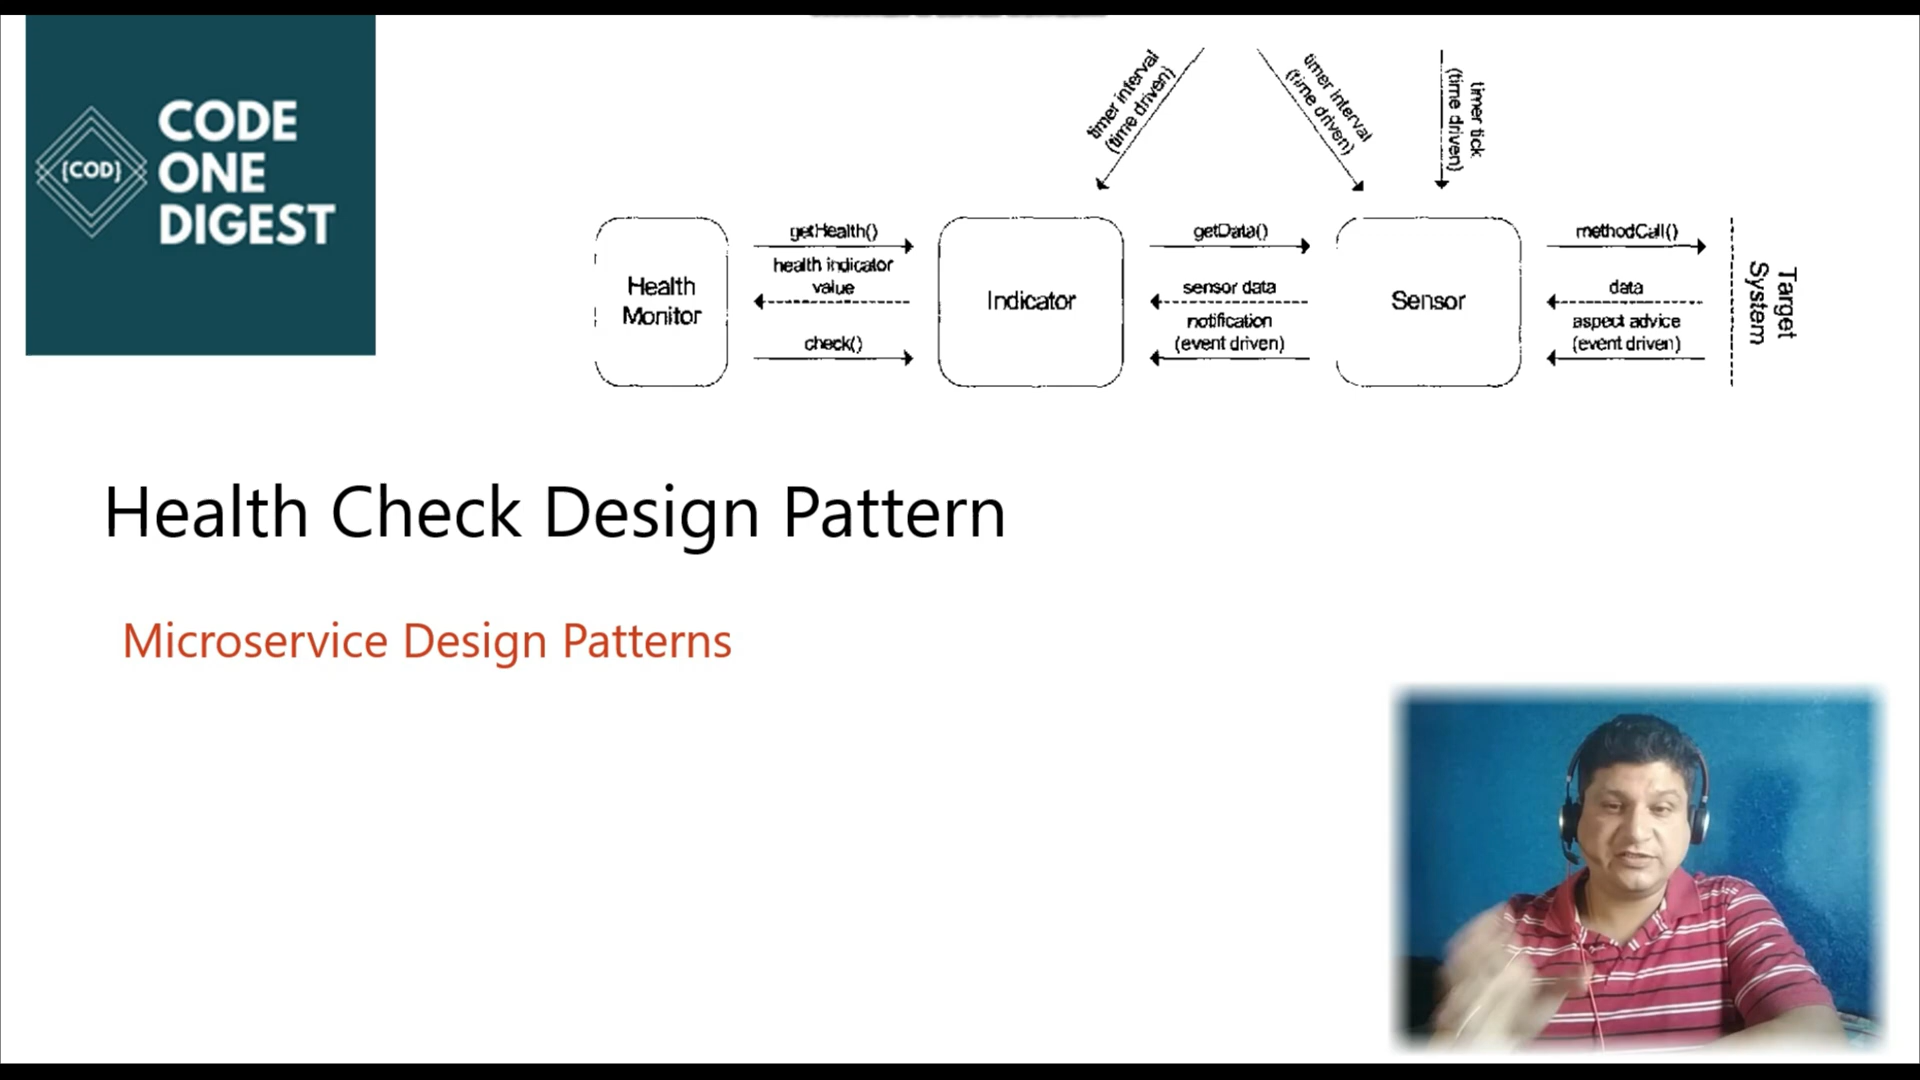 CODE
ONE
DIGEST
{COD}
timer interval
(time driven)
timer interval
(time driven)
timer tick
(time driven)
Health
Monitor
getHealth()
health indicator
value
check()
Indicator
getData()
sensor data
notification
(event driven)
Sensor
methodCall()
data
aspect advice
(event driven)
Target
System
Health Check Design Pattern
Microservice Design Patterns